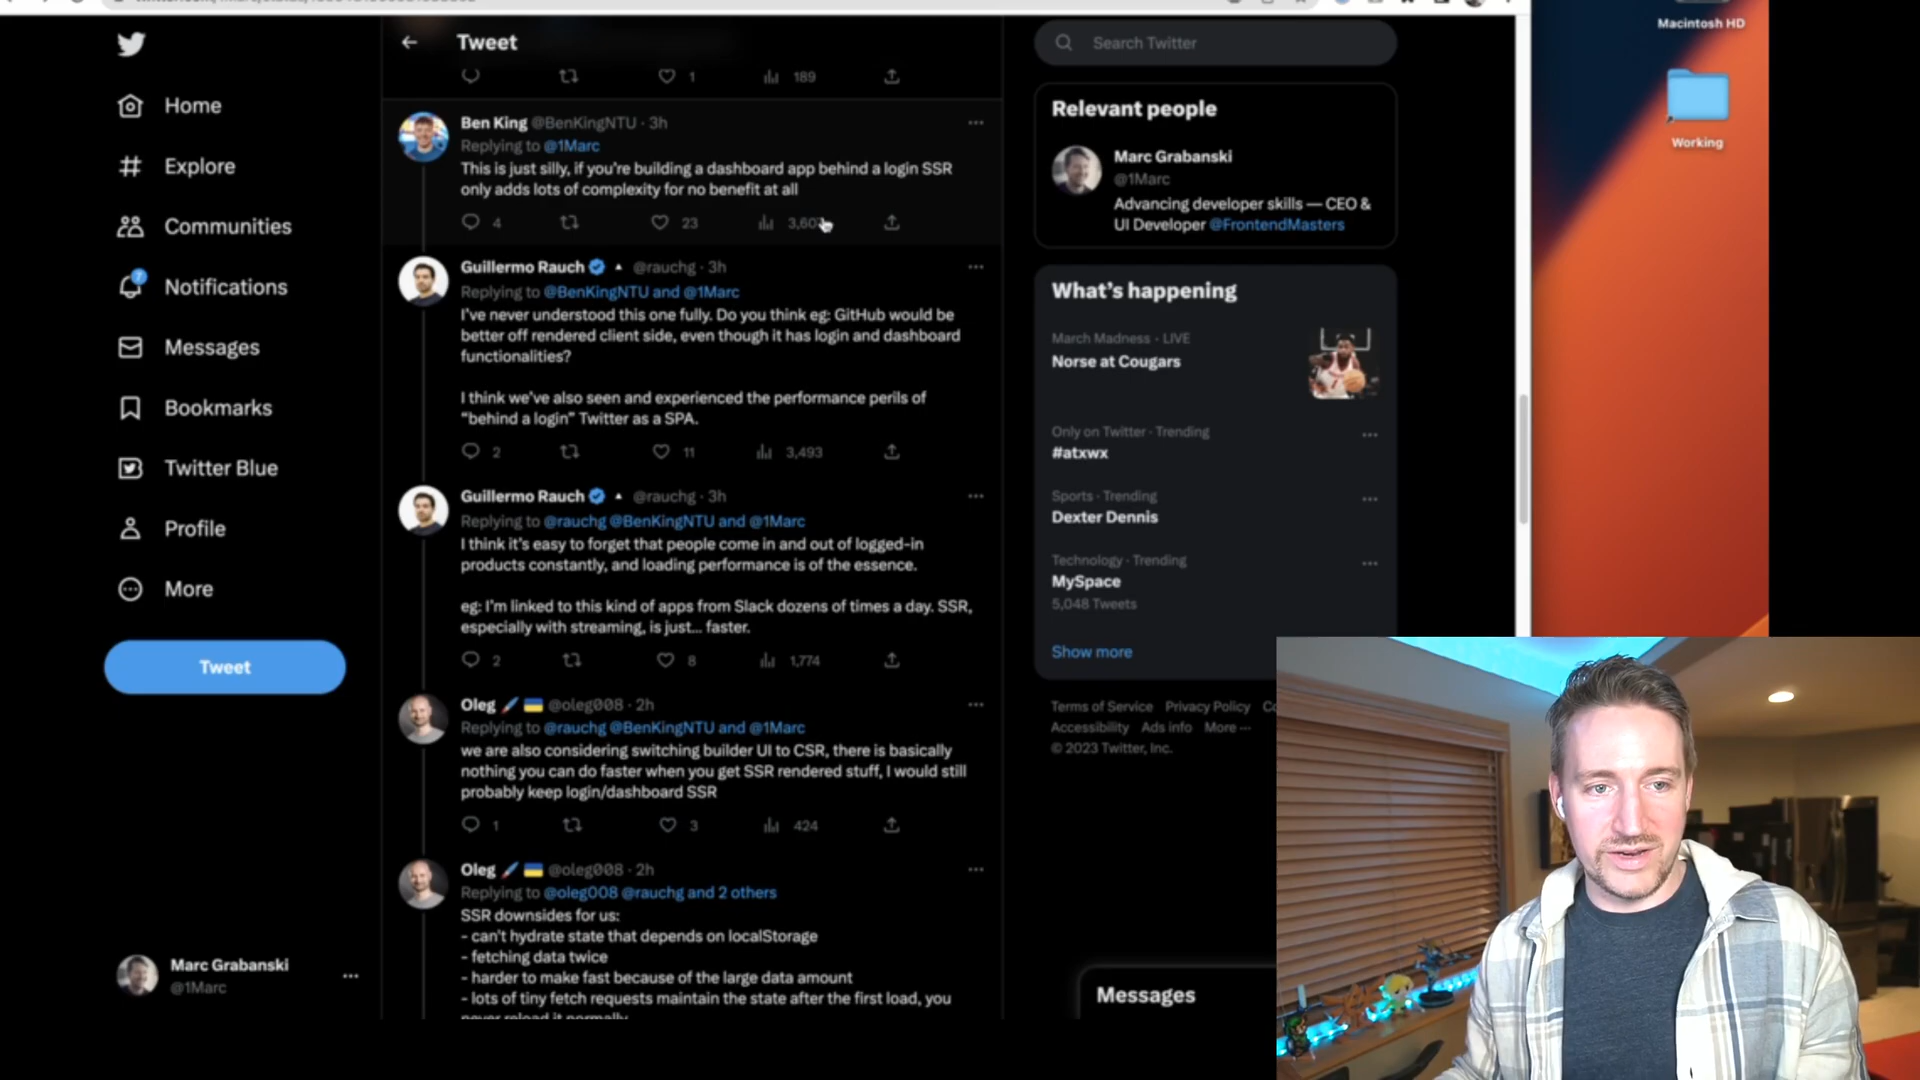 Tweet
Search Twitter
Macintosh HD
Working
Home
Explore
Communities
7
Notifications
Messages
Bookmarks
Twitter Blue
Profile
More
Tweet
Marc Grabanski
@1Marc
1
189
Ben King @BenKingNTU · 3h
Replying to @1Marc
This is just silly, if you're building a dashboard app behind a login SSR
only adds lots of complexity for no benefit at all
4
23
Guillermo Rauch @rauchg · 3h
Replying to @BenKingNTU and @1Marc
I've never understood this one fully. Do you think eg: GitHub would be
better off rendered client side, even though it has login and dashboard
functionalities?
I think we've also seen and experienced the performance perils of
"behind a login" Twitter as a SPA.
2
11
3,493
Guillermo Rauch @rauchg · 3h
Replying to @rauchg @BenKingNTU and @1Marc
I think it's easy to forget that people come in and out of logged-in
products constantly, and loading performance is of the essence.
eg: I'm linked to this kind of apps from Slack dozens of times a day. SSR,
especially with streaming, is just... faster.
2
8
1,774
Oleg @oleg008 · 2h
Replying to @rauchg @BenKingNTU and @1Marc
we are also considering switching builder UI to CSR, there is basically
nothing you can do faster when you get SSR rendered stuff, I would still
probably keep login/dashboard SSR
1
3
424
Oleg @oleg008 · 2h
Replying to @oleg008 @rauchg and 2 others
SSR downsides for us:
- can't hydrate state that depends on localStorage
- fetching data twice
- harder to make fast because of the large data amount
- lots of tiny fetch requests maintain the state after the first load, you
never reload it normally
Relevant people
Marc Grabanski
@1Marc
Advancing developer skills — CEO &
UI Developer @FrontendMasters
What's happening
March Madness · LIVE
Norse at Cougars
Only on Twitter · Trending
#atxwx
Sports · Trending
Dexter Dennis
Technology · Trending
MySpace
5,048 Tweets
Show more
Terms of Service Privacy Policy
Accessibility Ads info More ···
© 2023 Twitter, Inc.
Messages